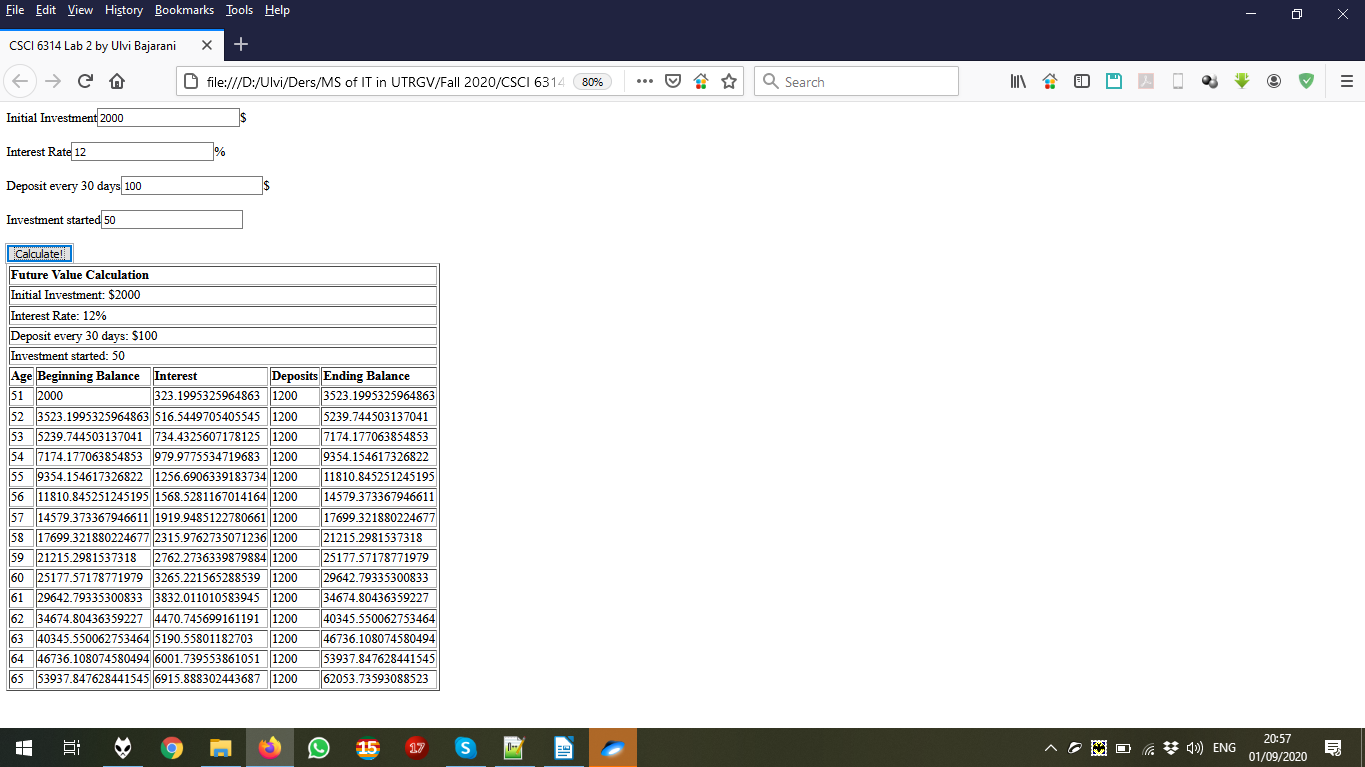 File Edit View History Bookmarks Tools Help
CSCI 6314 Lab 2 by Ulvi Bajarani
file:///D:/Ulvi/Ders/MS of IT in UTRGV/Fall 2020/CSCI 6314 80% Search
Initial Investment 2000 $
Interest Rate 12 %
Deposit every 30 days 100 $
Investment started 50
Calculate!
Future Value Calculation
Initial Investment: $2000
Interest Rate: 12%
Deposit every 30 days: $100
Investment started: 50
Age Beginning Balance Interest Deposits Ending Balance
51 2000 323.1995325964863 1200 3523.1995325964863
52 3523.1995325964863 516.5449705405545 1200 5239.744503137041
53 5239.744503137041 734.4325607178125 1200 7174.177063854853
54 7174.177063854853 979.9775534719683 1200 9354.154617326822
55 9354.154617326822 1256.6906339183734 1200 11810.845251245195
56 11810.845251245195 1568.5281167014164 1200 14579.373367946611
57 14579.373367946611 1919.9485122780661 1200 17699.321880224677
58 17699.321880224677 2315.9762735071236 1200 21215.2981537318
59 21215.2981537318 2762.2736339879884 1200 25177.57178771979
60 25177.57178771979 3265.221565288539 1200 29642.79335300833
61 29642.79335300833 3832.011010583945 1200 34674.80436359227
62 34674.80436359227 4470.745699161191 1200 40345.550062753464
63 40345.550062753464 5190.55801182703 1200 46736.108074580494
64 46736.108074580494 6001.739553861051 1200 53937.847628441545
65 53937.847628441545 6915.888302443687 1200 62053.73593088523
15 17 ENG 20:57
01/09/2020